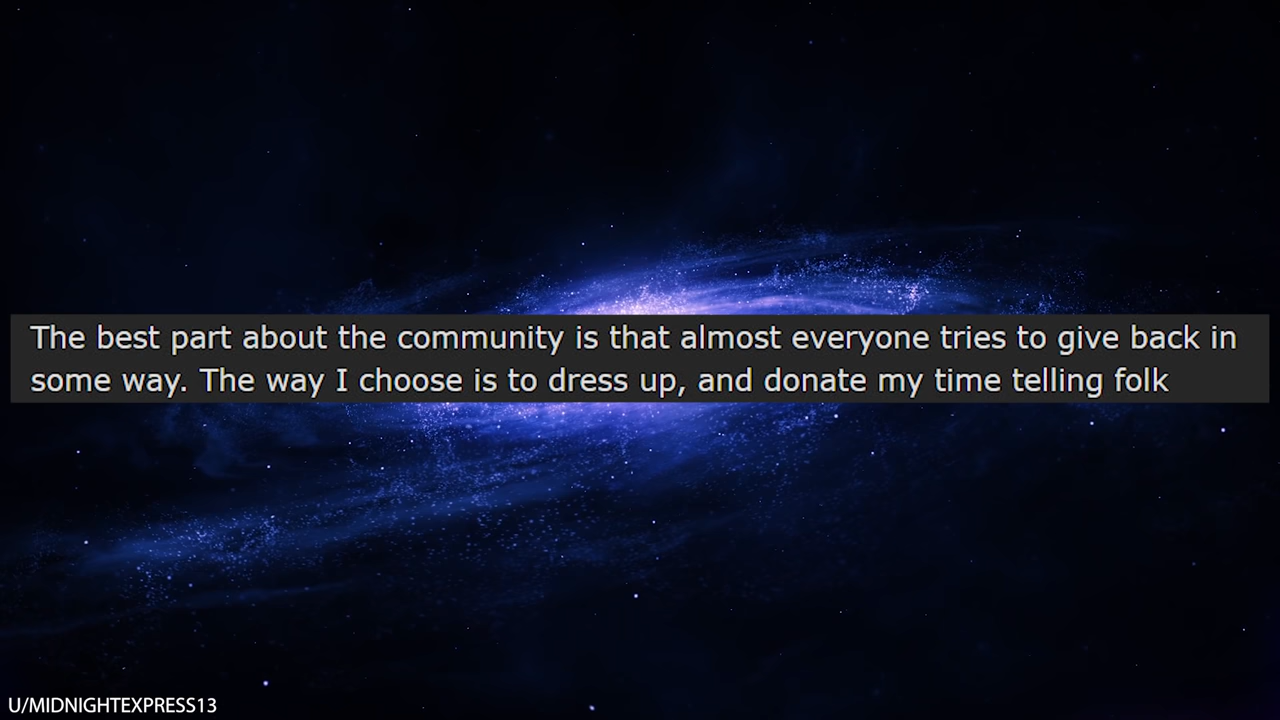 The best part about the community is that almost everyone tries to give back in
some way. The way I choose is to dress up, and donate my time telling folk
U/MIDNIGHTEXPRESS13